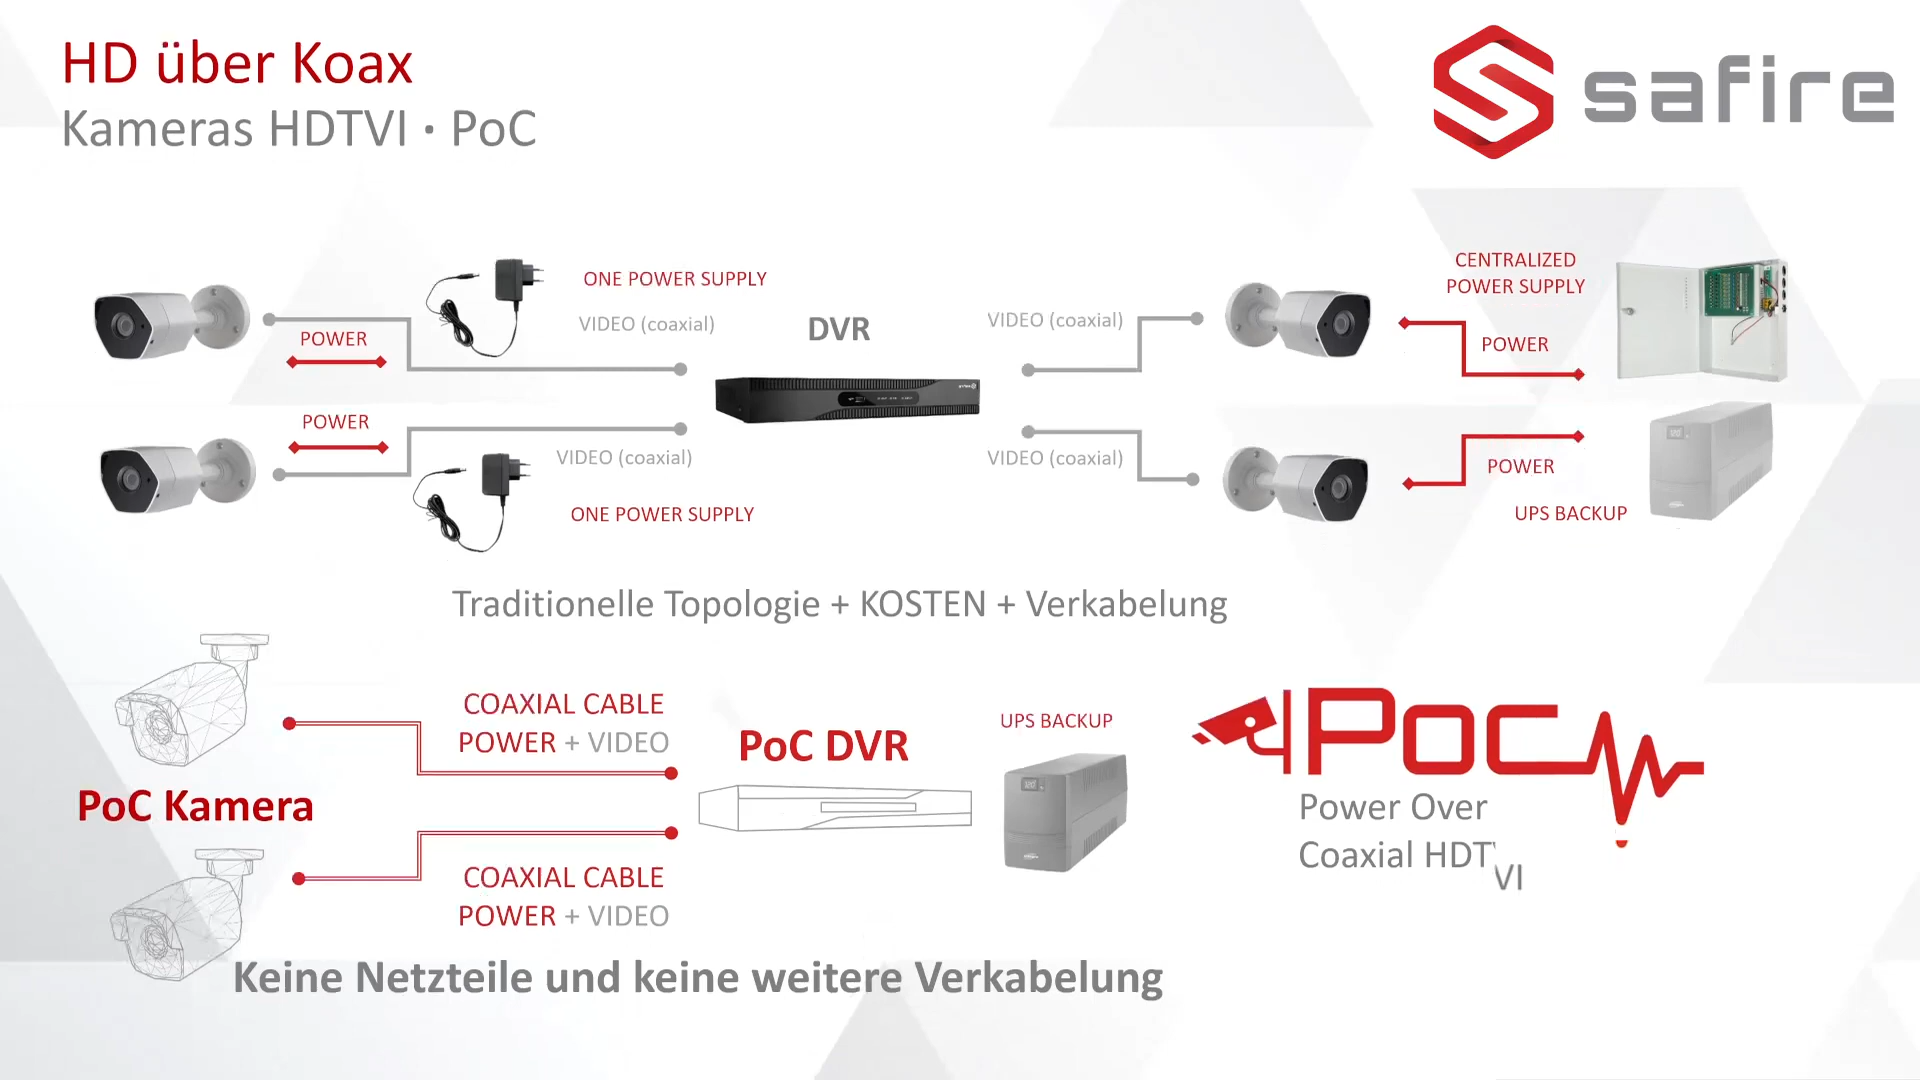 HD über Koax
Kameras HDTVI · PoC
safire
ONE POWER SUPPLY
VIDEO (coaxial)
POWER
DVR
VIDEO (coaxial)
CENTRALIZED
POWER SUPPLY
POWER
POWER
VIDEO (coaxial)
ONE POWER SUPPLY
VIDEO (coaxial)
POWER
UPS BACKUP
Traditionelle Topologie + KOSTEN + Verkabelung
COAXIAL CABLE
POWER + VIDEO
PoC DVR
UPS BACKUP
PoC
PoC Kamera
Power Over
Coaxial HDTVI
COAXIAL CABLE
POWER + VIDEO
Keine Netzteile und keine weitere Verkabelung